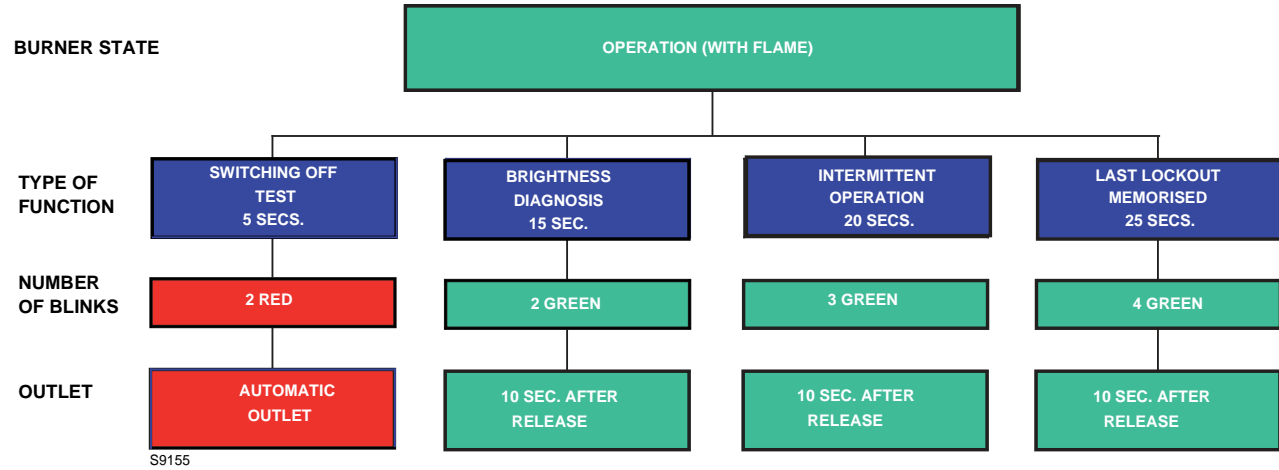 BURNER STATE
OPERATION (WITH FLAME)
TYPE OF
FUNCTION
SWITCHING OFF
TEST
5 SECS.
BRIGHTNESS
DIAGNOSIS
15 SEC.
INTERMITTENT
OPERATION
20 SECS.
LAST LOCKOUT
MEMORISED
25 SECS.
NUMBER
OF BLINKS
2 RED
2 GREEN
3 GREEN
4 GREEN
OUTLET
AUTOMATIC
OUTLET
10 SEC. AFTER
RELEASE
10 SEC. AFTER
RELEASE
10 SEC. AFTER
RELEASE
S9155